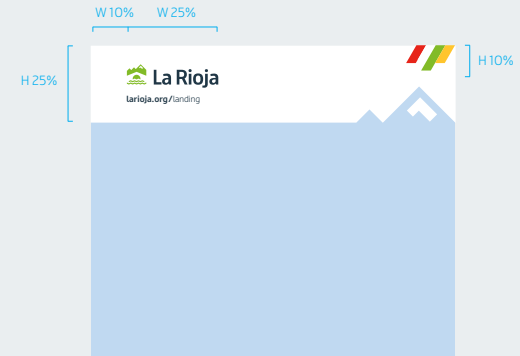 W 10% W 25%
H 25%
H 10%
La Rioja
larioja.org/landing